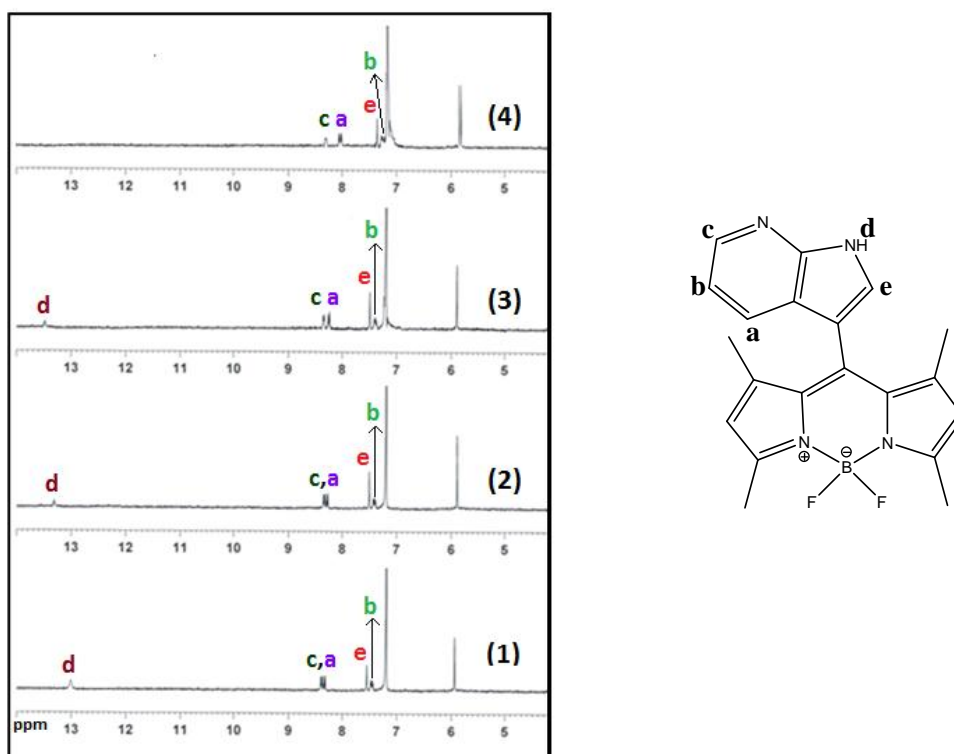 b
e
c a
(4)
13 12 11 10 9 8 7 6 5
b
e
d
c a
(3)
13 12 11 10 9 8 7 6 5
b
e
d
c,a
(2)
13 12 11 10 9 8 7 6 5
b
e
d
c,a
(1)
ppm 13 12 11 10 9 8 7 6 5
c N d
NH
b e
a
N N
⊕ ⊖
B
F F